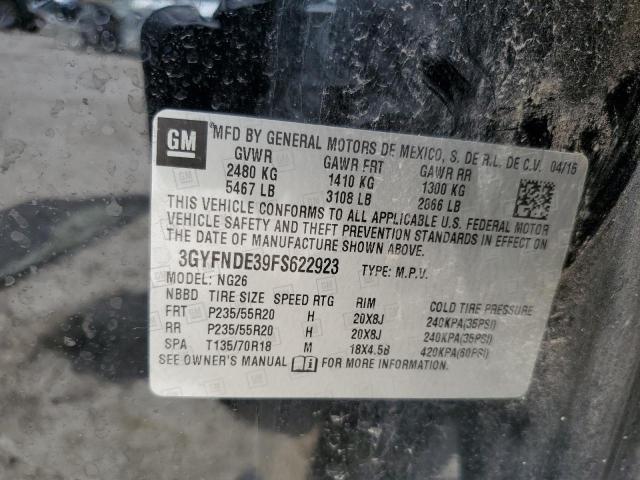 GM
MFD BY GENERAL MOTORS DE MEXICO, S. DE R.L. DE C.V. 04/15
GVWR GAWR FRT GAWR RR
2480 KG 1410 KG 1300 KG
5467 LB 3108 LB 2866 LB
THIS VEHICLE CONFORMS TO ALL APPLICABLE U.S. FEDERAL MOTOR
VEHICLE SAFETY AND THEFT PREVENTION STANDARDS IN EFFECT ON
THE DATE OF MANUFACTURE SHOWN ABOVE.
3GYFNDE39FS622923 TYPE: M.P.V.
MODEL: NG26
NBBD TIRE SIZE SPEED RTG RIM COLD TIRE PRESSURE
FRT P235/55R20 H 20X8J 240KPA(35PSI)
RR P235/55R20 H 20X8J 240KPA(35PSI)
SPA T135/70R18 M 18X4.5B 420KPA(60PSI)
SEE OWNER'S MANUAL FOR MORE INFORMATION.